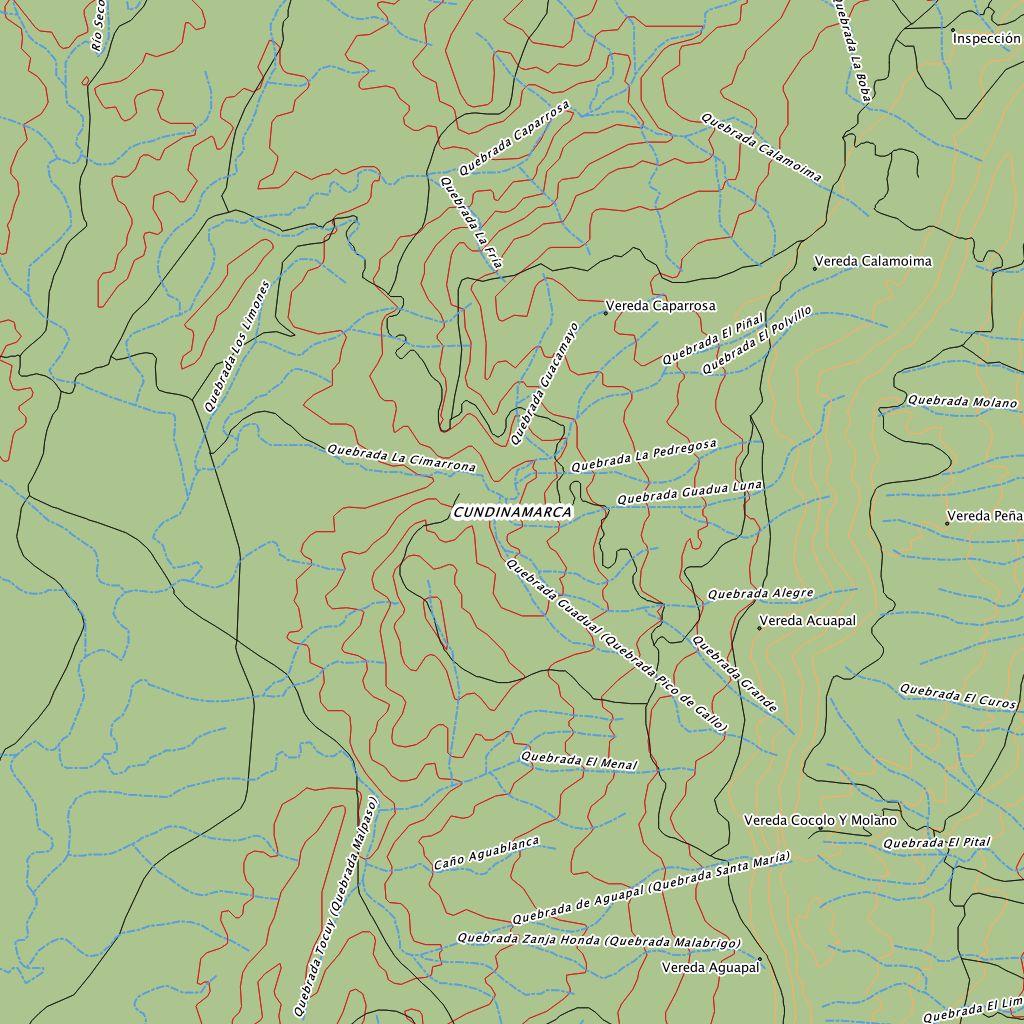 Río Seco
Quebrada La Boba
Inspección
Quebrada Caparrosa
Quebrada Calamoima
Quebrada La Fría
Vereda Calamoima
Quebrada Los Limones
Vereda Caparrosa
Quebrada El Piñal
Quebrada El Polvillo
Quebrada Guacamayo
Quebrada Molano
Quebrada La Cimarrona
Quebrada La Pedregosa
Quebrada Guadua Luna
CUNDINAMARCA
Vereda Peña
Quebrada Guadual (Quebrada Pico de Gallo)
Quebrada Alegre
Vereda Acuapal
Quebrada Grande
Quebrada El Curos
Quebrada El Menal
Quebrada Tocuy (Quebrada Malpaso)
Vereda Cocolo Y Molano
Quebrada El Pital
Caño Aguablanca
Quebrada de Aguapal (Quebrada Santa María)
Quebrada Zanja Honda (Quebrada Malabrigo)
Vereda Aguapal
Quebrada El Lim